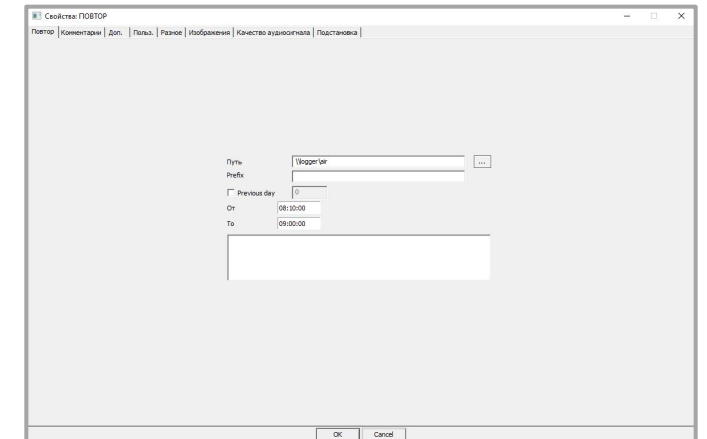 Свойства: ПОВТОР
Повтор Комментарии Доп. Польз. Разное Изображения Качество аудиосигнала Подстановка
Путь \\logger\air ...
Prefix
Previous day 0
От 08:10:00
To 09:00:00
OK Cancel